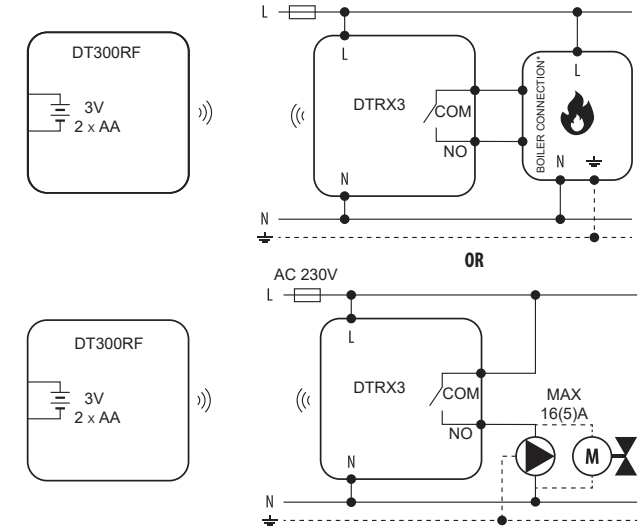 L
DT300RF
3V
2 x AA
L
DTRX3
COM
NO
N
BOILER CONNECTION*
L
N
N
OR
AC 230V
L
DT300RF
3V
2 x AA
L
DTRX3
COM
NO
N
MAX
16(5)A
M
N